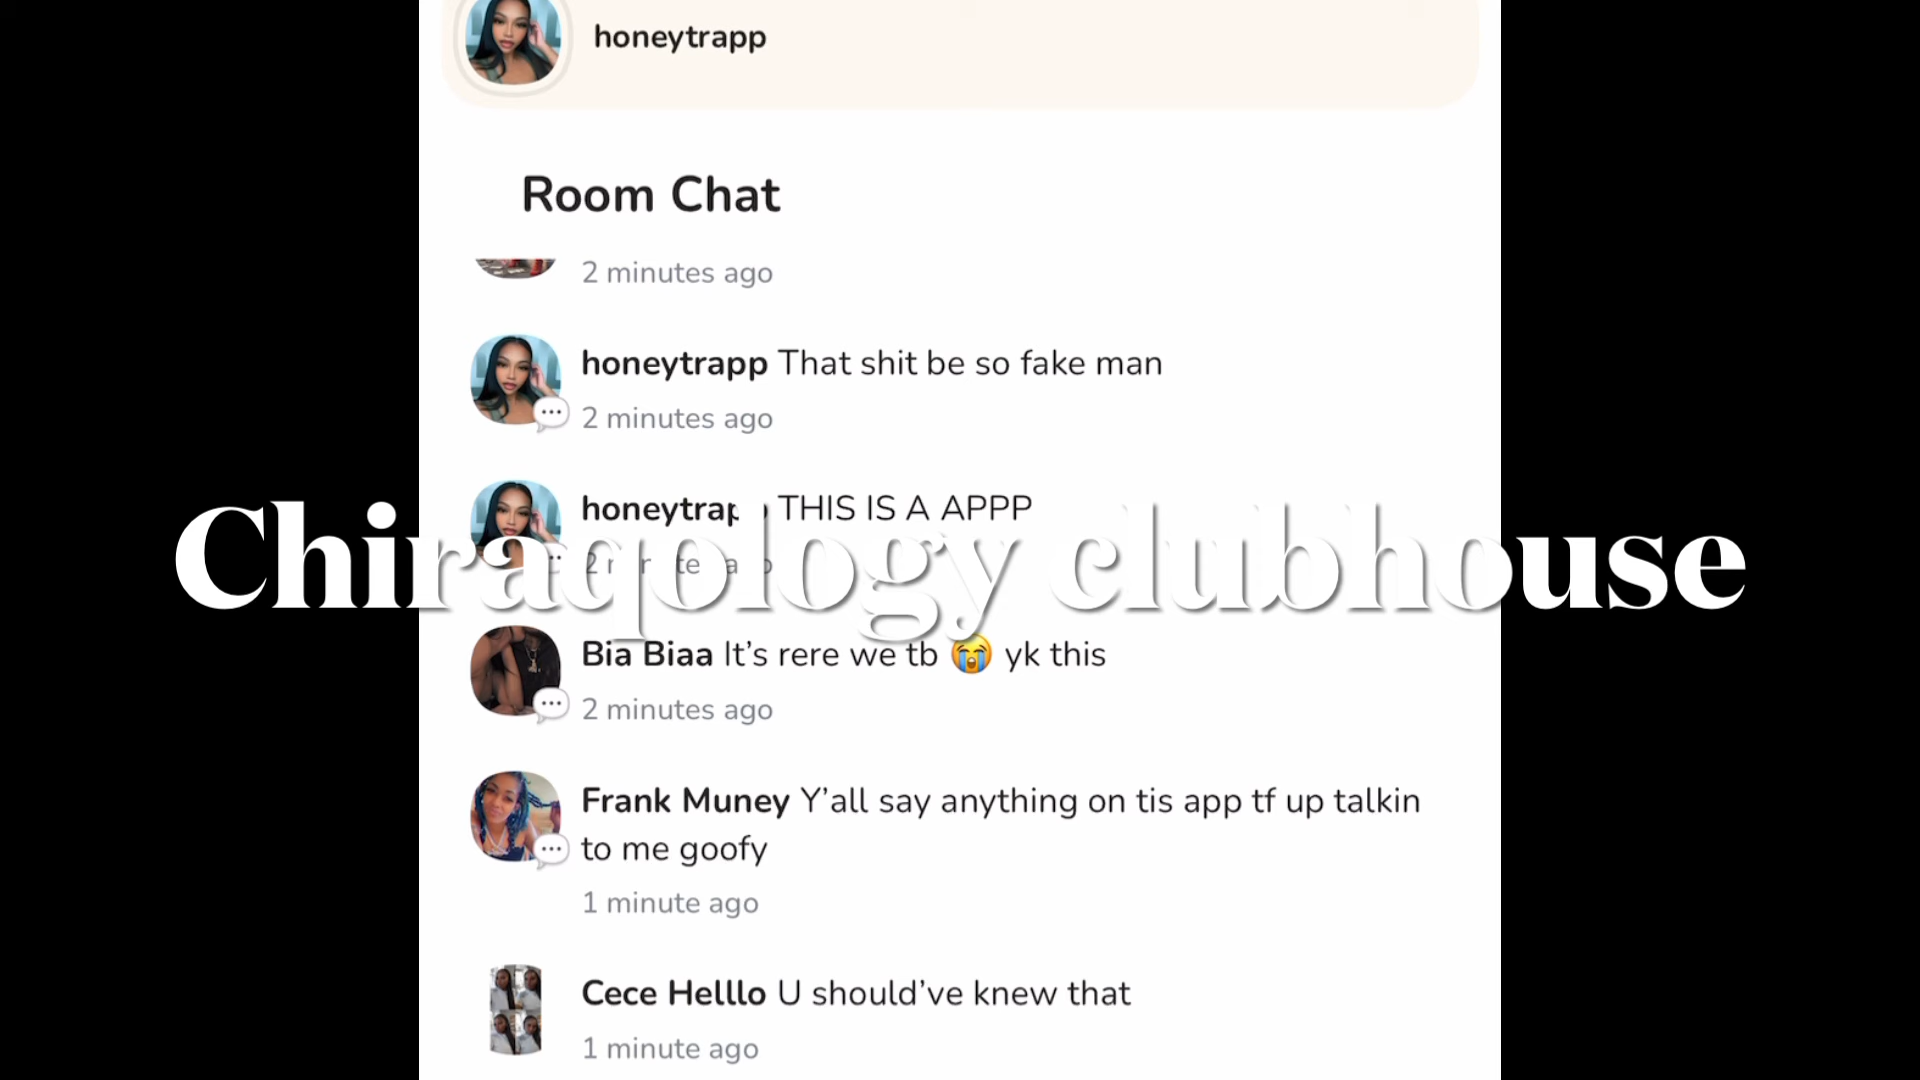 honeytrapp
Room Chat
2 minutes ago
honeytrapp That shit be so fake man
2 minutes ago
honeytrapp THIS IS A APPP
Chiraqology clubhouse
Bia Biaa It’s rere we tb 😭 yk this
2 minutes ago
Frank Muney Y’all say anything on tis app tf up talkin
to me goofy
1 minute ago
Cece Helllo U should’ve knew that
1 minute ago